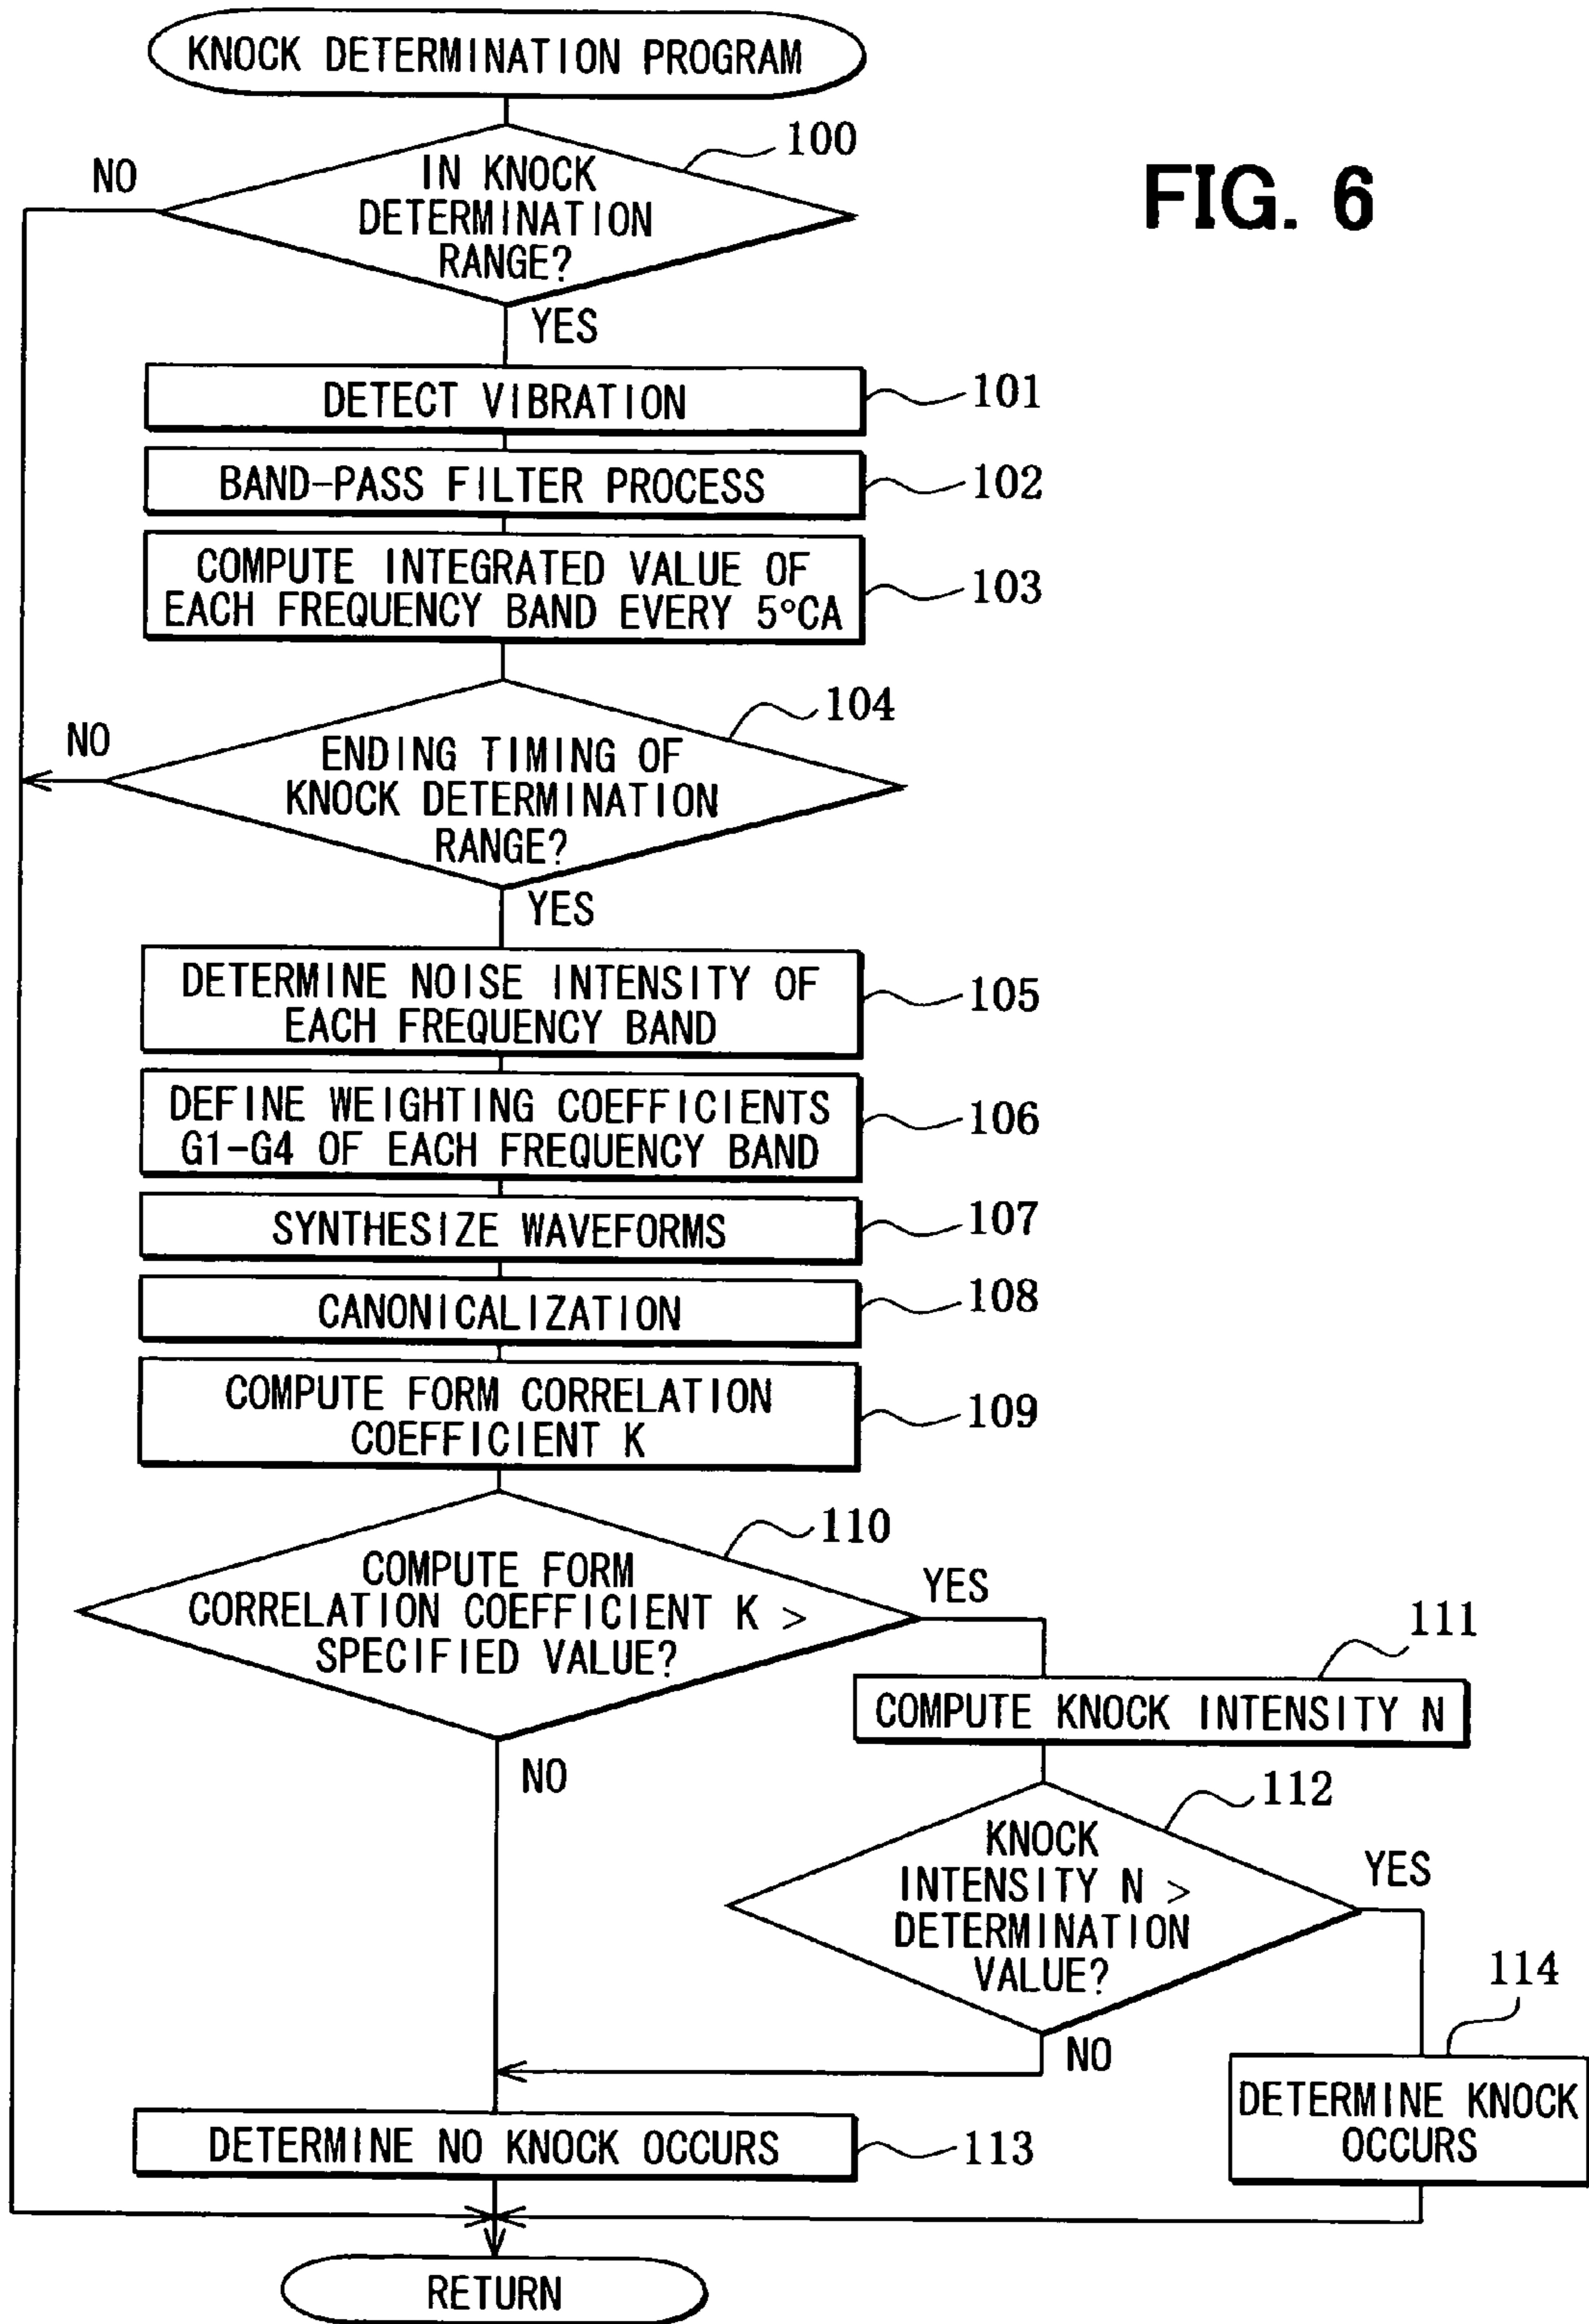 FIG. 6
KNOCK DETERMINATION PROGRAM
100
IN KNOCK
DETERMINATION
RANGE?
NO
YES
DETECT VIBRATION
101
BAND-PASS FILTER PROCESS
102
COMPUTE INTEGRATED VALUE OF
EACH FREQUENCY BAND EVERY 5°CA
103
104
NO
ENDING TIMING OF
KNOCK DETERMINATION
RANGE?
YES
DETERMINE NOISE INTENSITY OF
EACH FREQUENCY BAND
105
DEFINE WEIGHTING COEFFICIENTS
G1-G4 OF EACH FREQUENCY BAND
106
SYNTHESIZE WAVEFORMS
107
CANONICALIZATION
108
COMPUTE FORM CORRELATION
COEFFICIENT K
109
110
COMPUTE FORM
CORRELATION COEFFICIENT K >
SPECIFIED VALUE?
YES
NO
111
COMPUTE KNOCK INTENSITY N
112
KNOCK
INTENSITY N >
DETERMINATION
VALUE?
YES
NO
114
DETERMINE KNOCK
OCCURS
DETERMINE NO KNOCK OCCURS
113
RETURN